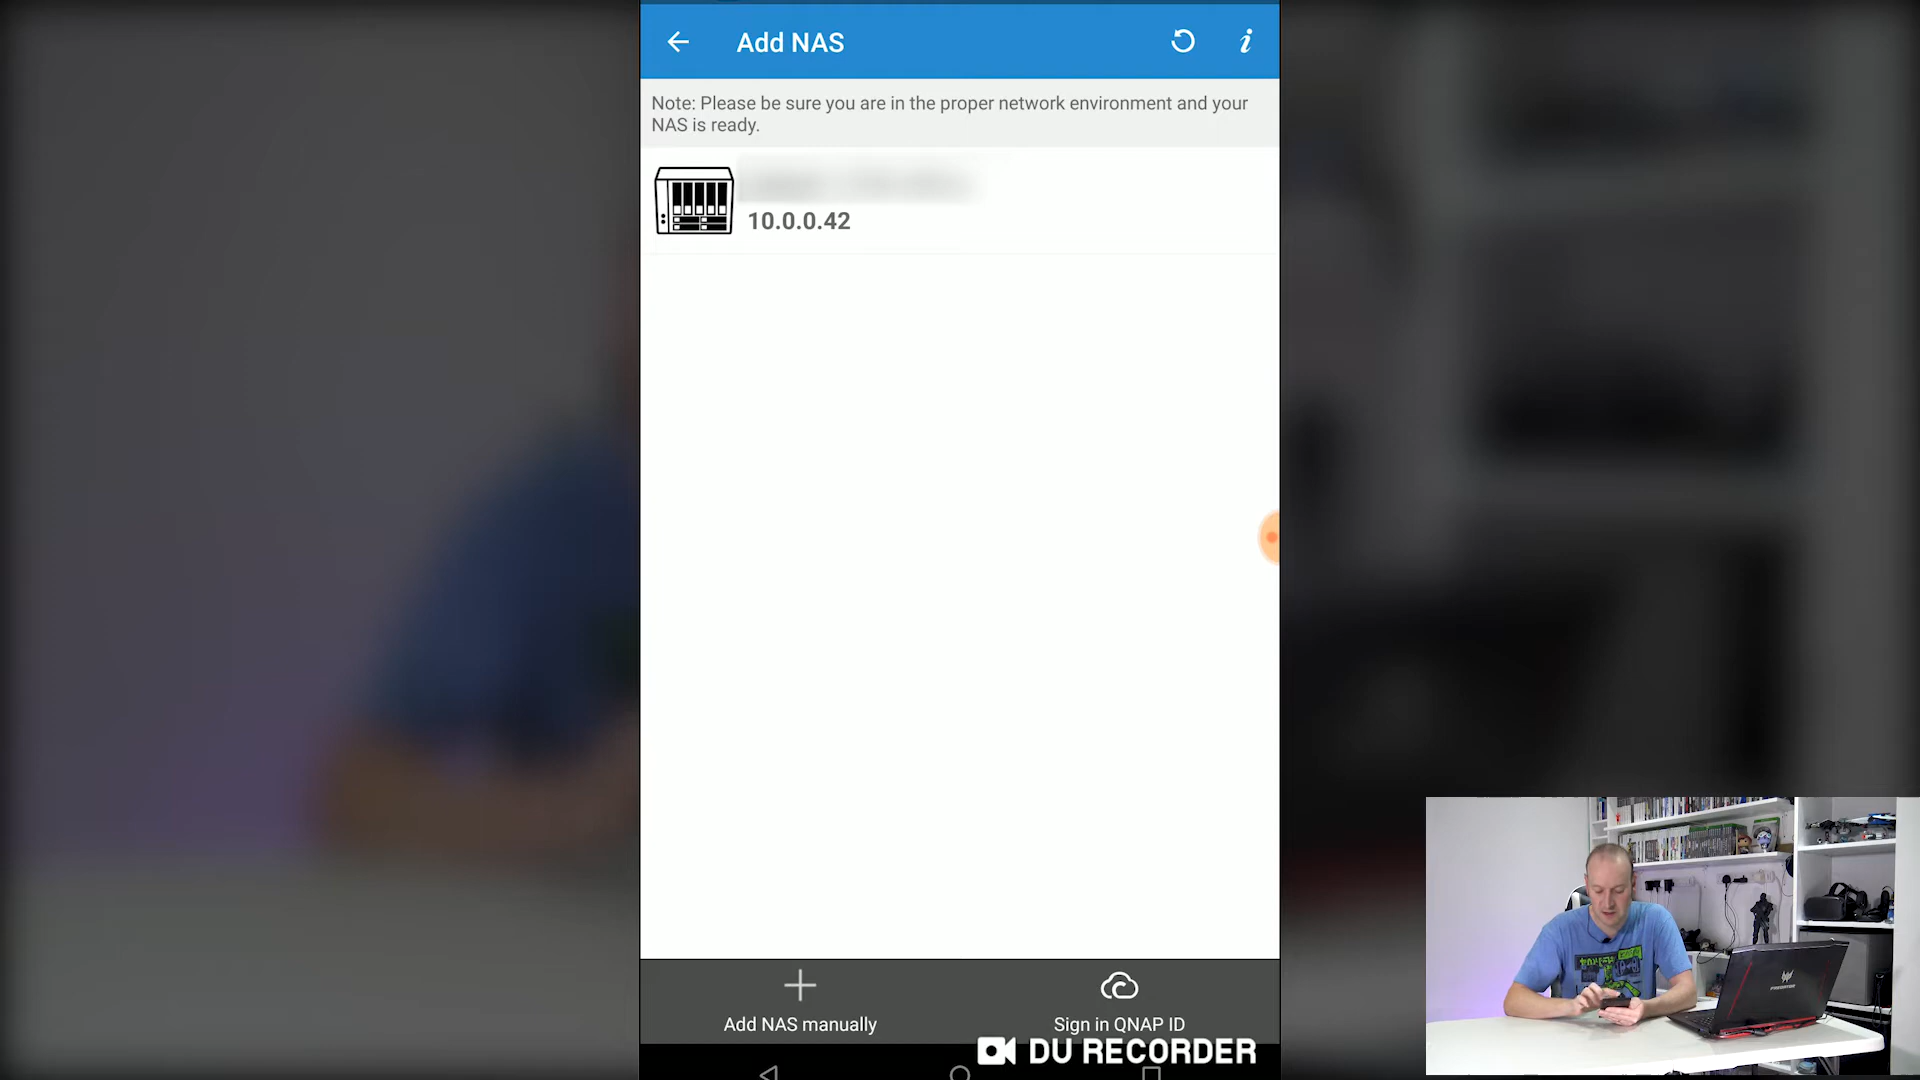 Add NAS
Note: Please be sure you are in the proper network environment and your
NAS is ready.
10.0.0.42
Add NAS manually
Sign in QNAP ID
DU RECORDER
PREDATOR